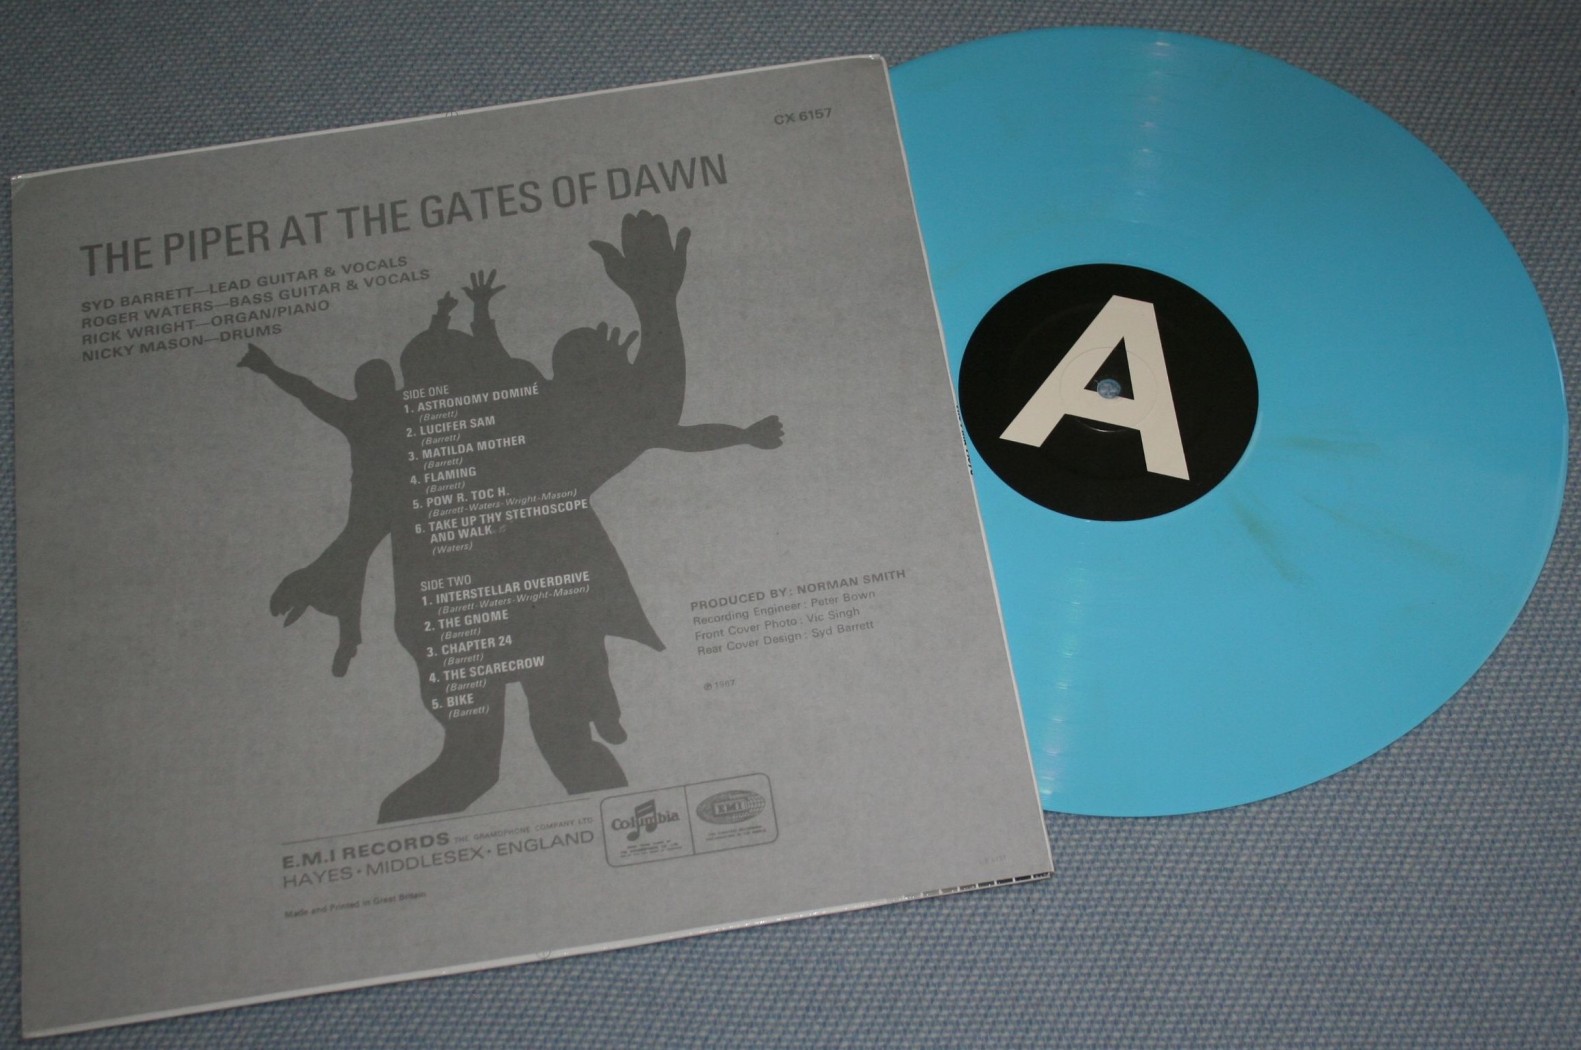 CX 6157
THE PIPER AT THE GATES OF DAWN
SYD BARRETT—LEAD GUITAR & VOCALS
ROGER WATERS—BASS GUITAR & VOCALS
RICK WRIGHT—ORGAN/PIANO
NICKY MASON—DRUMS
SIDE ONE
1. ASTRONOMY DOMINÉ
(Barrett)
2. LUCIFER SAM
(Barrett)
3. MATILDA MOTHER
(Barrett)
4. FLAMING
(Barrett)
5. POW R. TOC H.
(Barrett-Waters-Wright-Mason)
6. TAKE UP THY STETHOSCOPE
AND WALK
(Waters)
SIDE TWO
1. INTERSTELLAR OVERDRIVE
(Barrett-Waters-Wright-Mason)
2. THE GNOME
(Barrett)
3. CHAPTER 24
(Barrett)
4. THE SCARECROW
(Barrett)
5. BIKE
(Barrett)
PRODUCED BY: NORMAN SMITH
Recording Engineer: Peter Bown
Front Cover Photo: Vic Singh
Rear Cover Design: Syd Barrett
℗ 1967
E.M.I RECORDS THE GRAMOPHONE COMPANY LTD.
HAYES • MIDDLESEX • ENGLAND
Columbia
EMI
Made and Printed in Great Britain
A